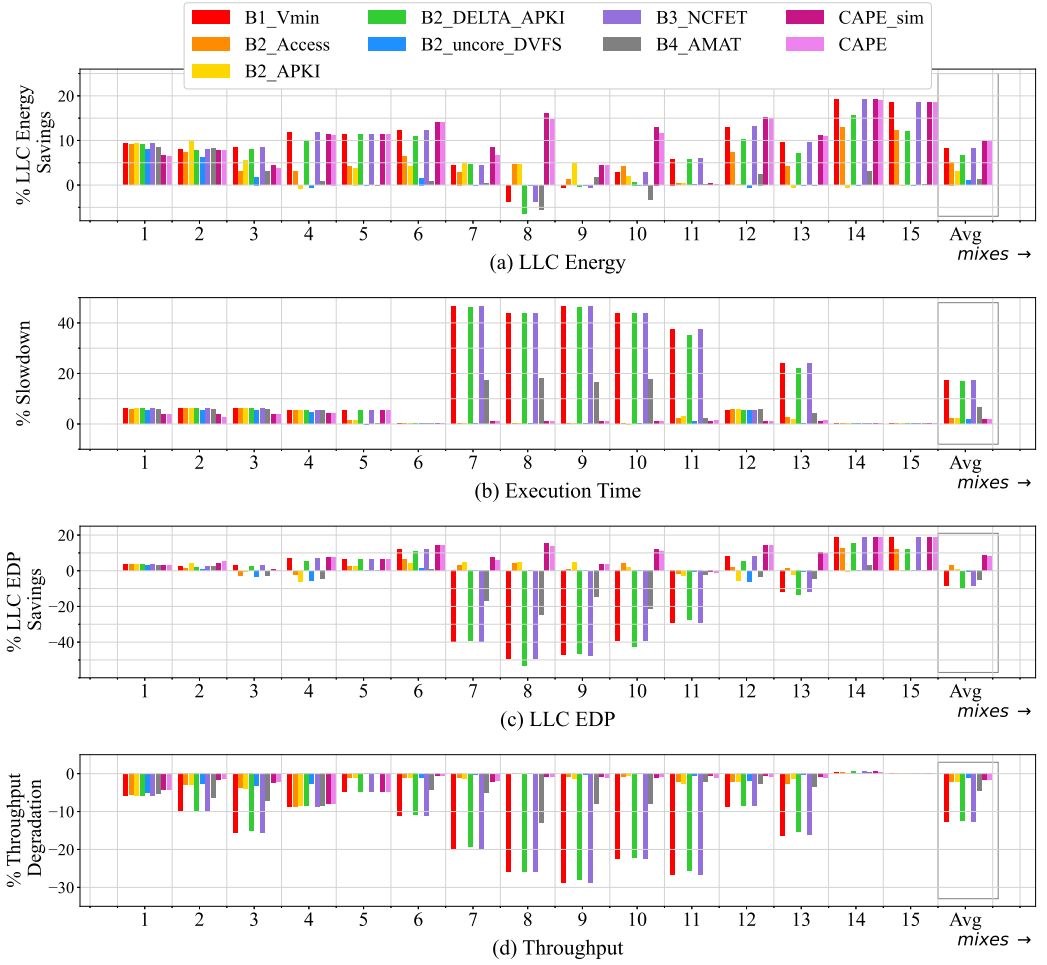 B1_Vmin B2_DELTA_APKI B3_NCFET CAPE_sim
B2_Access B2_uncore_DVFS B4_AMAT CAPE
B2_APKI
% LLC Energy
Savings
20
10
0
1 2 3 4 5 6 7 8 9 10 11 12 13 14 15 Avg
mixes →
(a) LLC Energy
% Slowdown
40
20
0
1 2 3 4 5 6 7 8 9 10 11 12 13 14 15 Avg
mixes →
(b) Execution Time
% LLC EDP
Savings
20
0
−20
−40
1 2 3 4 5 6 7 8 9 10 11 12 13 14 15 Avg
mixes →
(c) LLC EDP
% Throughput
Degradation
0
−10
−20
−30
1 2 3 4 5 6 7 8 9 10 11 12 13 14 15 Avg
mixes →
(d) Throughput